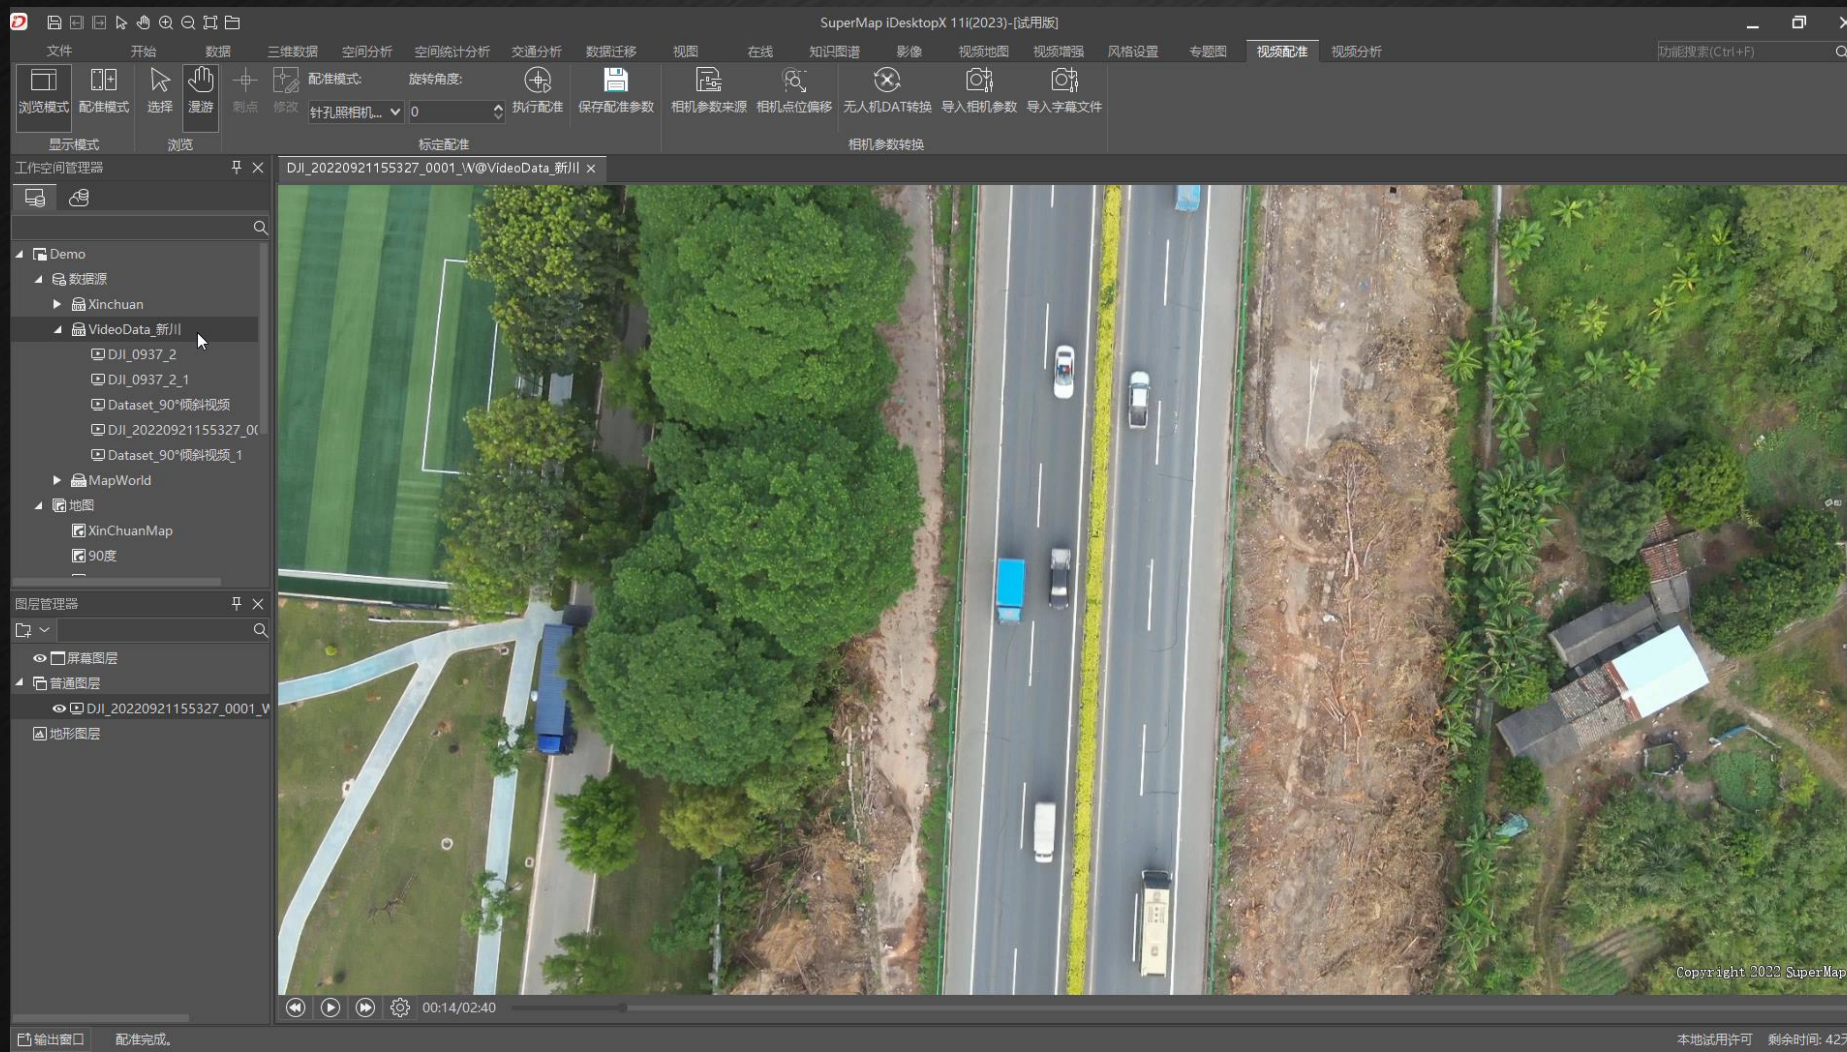 SuperMap iDesktopX 11i(2023)-[试用版]
文件 开始 数据 三维数据 空间分析 空间统计分析 交通分析 数据迁移 视图 在线 知识图谱 影像 视频地图 视频增强 风格设置 专题图 视频配准 视频分析 功能搜索(Ctrl+F)
配准模式: 旋转角度:
浏览模式 配准模式 选择 漫游 刺点 修改 针孔照相机... 0 执行配准 保存配准参数 相机参数来源 相机点位偏移 无人机DAT转换 导入相机参数 导入字幕文件
显示模式 浏览 标定配准 相机参数转换
工作空间管理器
DJI_20220921155327_0001_W@VideoData_新川
Demo
数据源
Xinchuan
VideoData_新川
DJI_0937_2
DJI_0937_2_1
Dataset_90°倾斜视频
DJI_20220921155327_00
Dataset_90°倾斜视频_1
MapWorld
地图
XinChuanMap
90度
图层管理器
屏幕图层
普通图层
DJI_20220921155327_0001_W
地形图层
Copyright 2022 SuperMap
00:14/02:40
输出窗口 配准完成。 本地试用许可 剩余时间: 42天